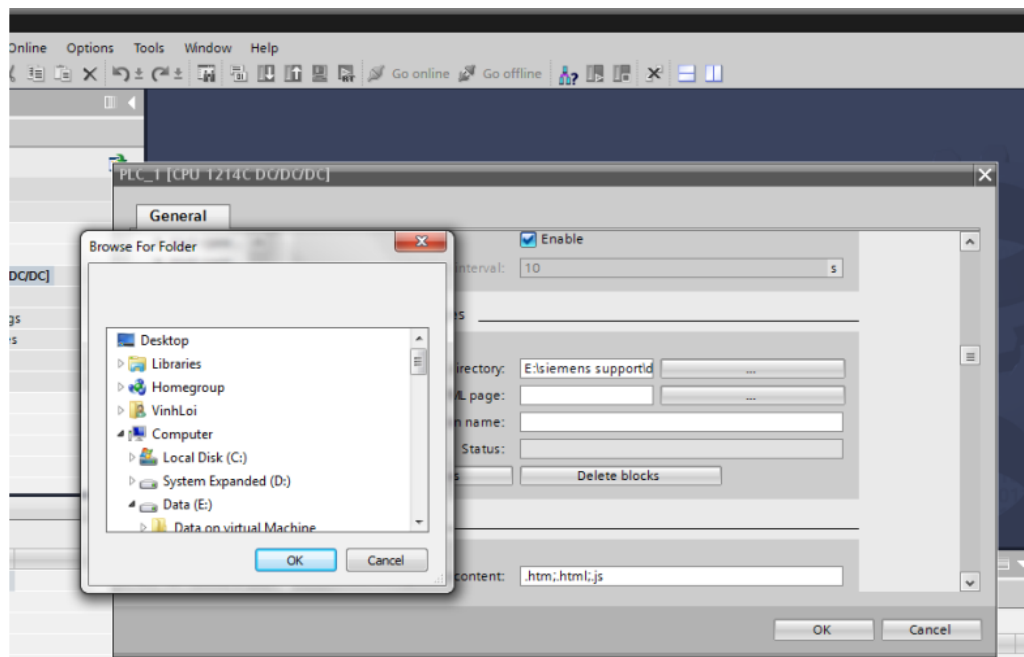 Online Options Tools Window Help
Go online Go offline
PLC_1 [CPU 1214C DC/DC/DC]
General
Browse For Folder
Enable
interval: 10 s
DC/DC]
gs
es
s
Desktop
Libraries
Homegroup
VinhLoi
Computer
Local Disk (C:)
System Expanded (D:)
Data (E:)
Data on virtual Machine
OK Cancel
irectory: E:\siemens support\d ...
ML page: ...
n name:
Status:
s Delete blocks
content: .htm;.html;.js
OK Cancel